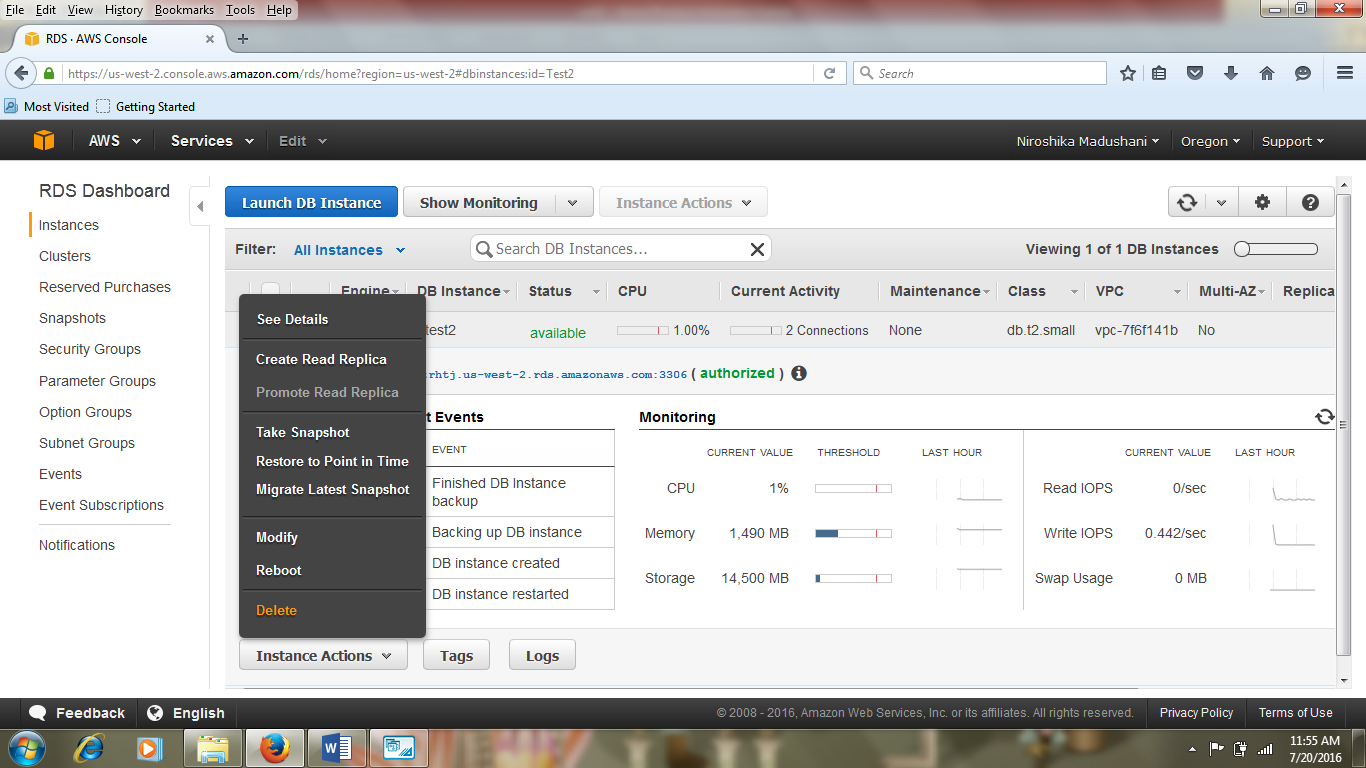 File Edit View History Bookmarks Tools Help
RDS · AWS Console
https://us-west-2.console.aws.amazon.com/rds/home?region=us-west-2#dbinstances:id=Test2
Search
Most Visited Getting Started
AWS Services Edit Niroshika Madushani Oregon Support
RDS Dashboard
Instances
Clusters
Reserved Purchases
Snapshots
Security Groups
Parameter Groups
Option Groups
Subnet Groups
Events
Event Subscriptions
Notifications
Launch DB Instance Show Monitoring Instance Actions
Filter: All Instances Search DB Instances... Viewing 1 of 1 DB Instances
Engine DB Instance Status CPU Current Activity Maintenance Class VPC Multi-AZ Replica
test2 available 1.00% 2 Connections None db.t2.small vpc-7f6f141b No
rhtj.us-west-2.rds.amazonaws.com:3306 ( authorized )
See Details
Create Read Replica
Promote Read Replica
Take Snapshot
Restore to Point in Time
Migrate Latest Snapshot
Modify
Reboot
Delete
t Events
EVENT
Finished DB Instance
backup
Backing up DB instance
DB instance created
DB instance restarted
Monitoring
CURRENT VALUE THRESHOLD LAST HOUR CURRENT VALUE LAST HOUR
CPU 1% Read IOPS 0/sec
Memory 1,490 MB Write IOPS 0.442/sec
Storage 14,500 MB Swap Usage 0 MB
Instance Actions Tags Logs
Feedback English © 2008 - 2016, Amazon Web Services, Inc. or its affiliates. All rights reserved. Privacy Policy Terms of Use
11:55 AM
7/20/2016